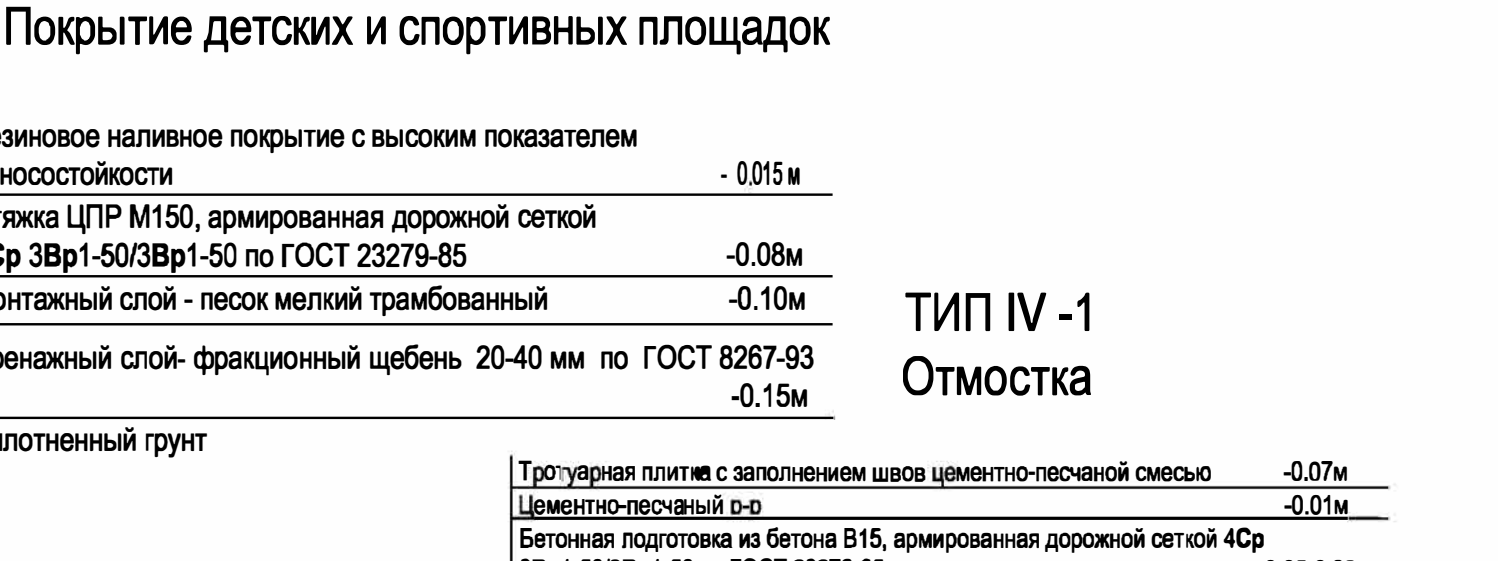 Покрытие детских и спортивных площадок
зиновое наливное покрытие с высоким показателем
носостойкости - 0,015 м
тяжка ЦПР М150, армированная дорожной сеткой
Ср 3Вр1-50/3Вр1-50 по ГОСТ 23279-85 -0.08м
онтажный слой - песок мелкий трамбованный -0.10м
ренажный слой- фракционный щебень 20-40 мм по ГОСТ 8267-93
-0.15м
лотненный грунт
ТИП IV -1
Отмостка
Тротуарная плитка с заполнением швов цементно-песчаной смесью -0.07м
Цементно-песчаный р-р -0.01м
Бетонная подготовка из бетона В15, армированная дорожной сеткой 4Ср